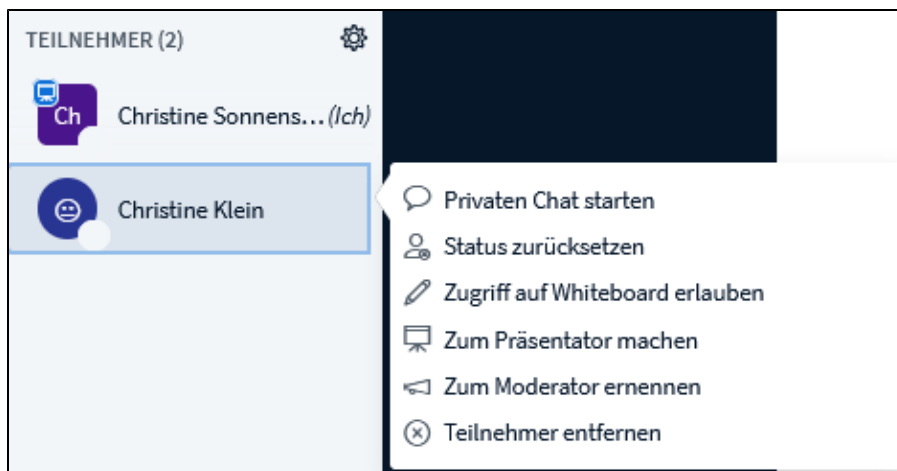 TEILNEHMER (2)
Ch
Christine Sonnens... (Ich)
Christine Klein
Privaten Chat starten
Status zurücksetzen
Zugriff auf Whiteboard erlauben
Zum Präsentator machen
Zum Moderator ernennen
Teilnehmer entfernen